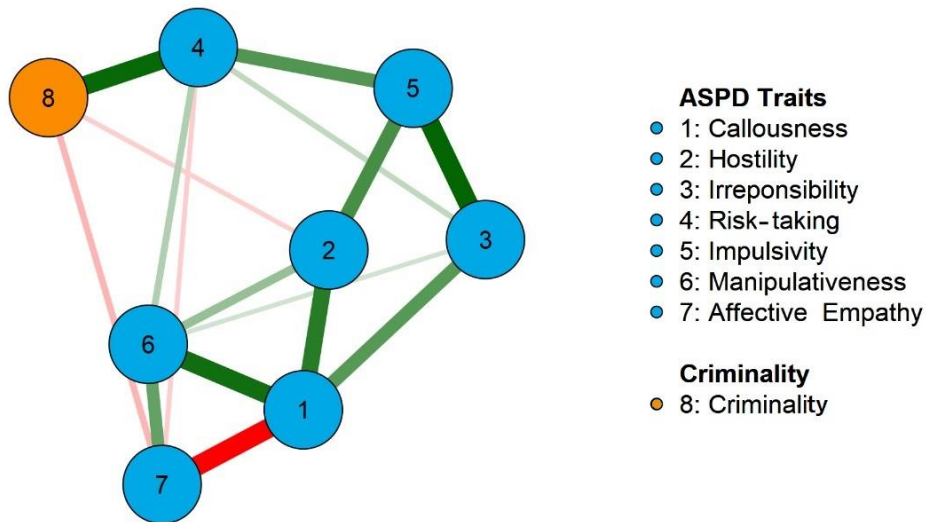 4
8
5
2
3
6
1
7
ASPD Traits
1: Callousness
2: Hostility
3: Irreponsibility
4: Risk-taking
5: Impulsivity
6: Manipulativeness
7: Affective Empathy
Criminality
8: Criminality